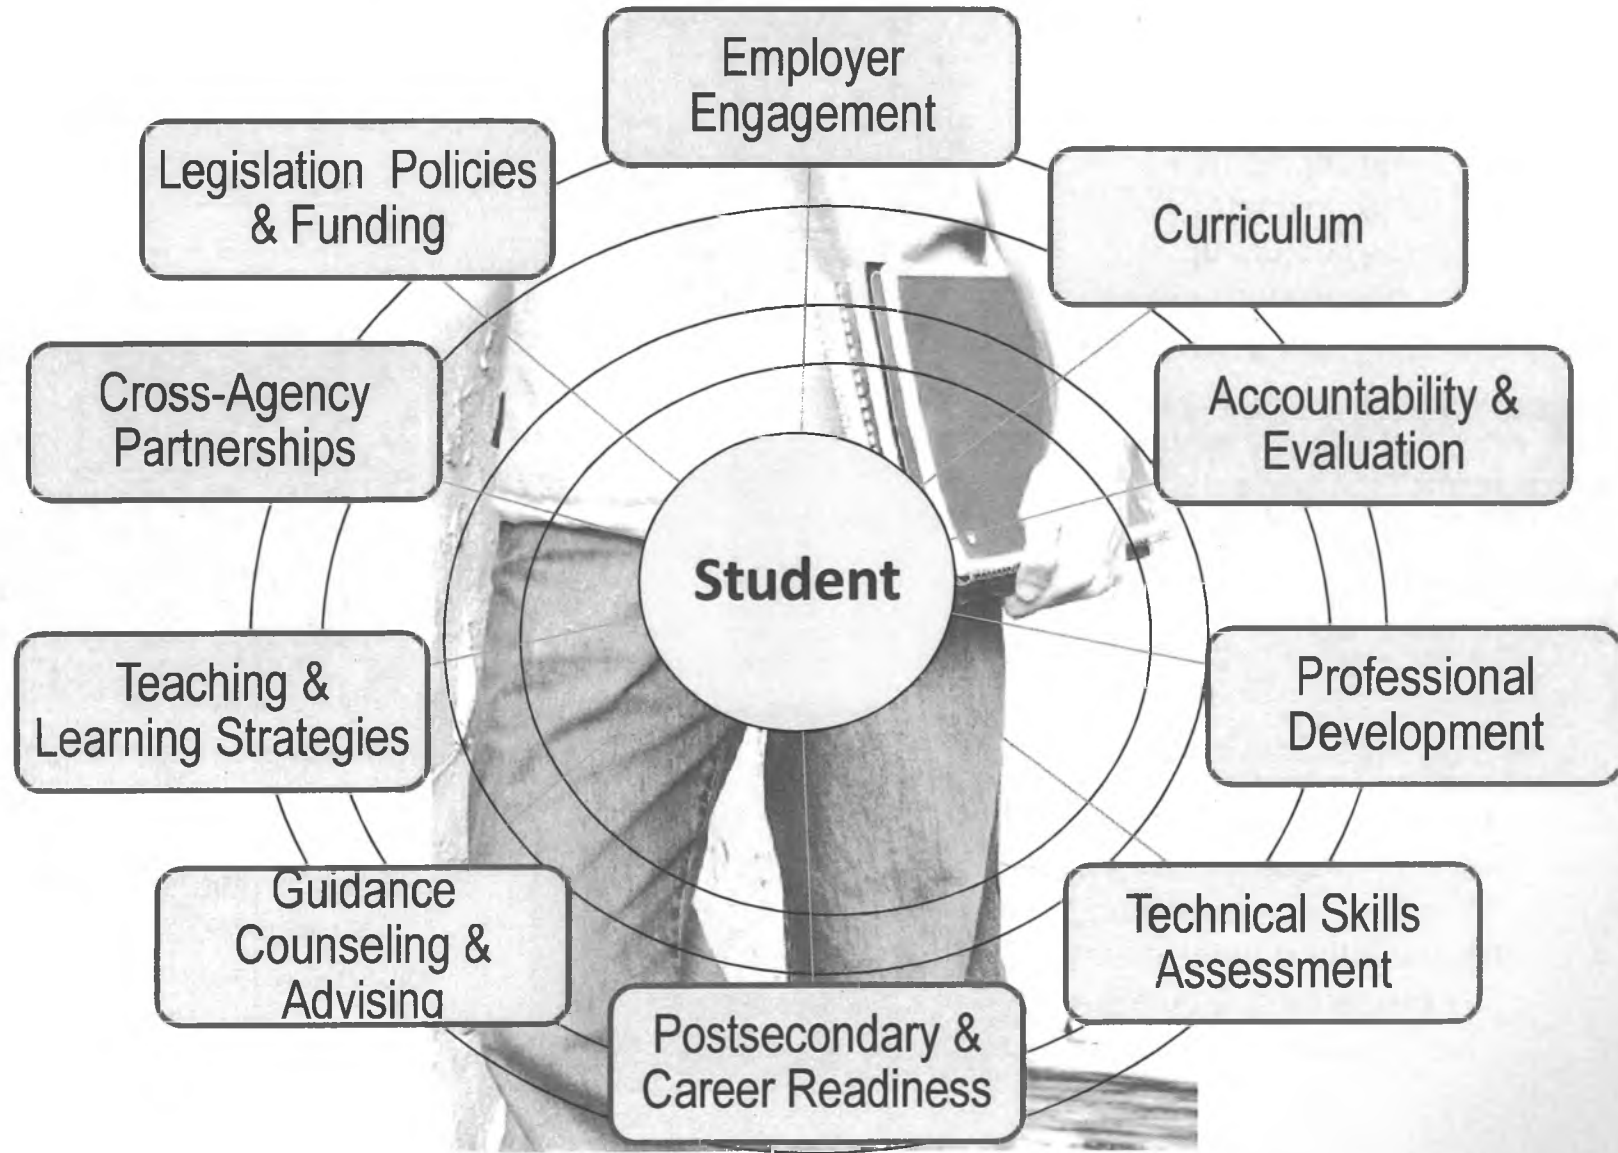 Employer
Engagement
Legislation Policies
& Funding
Curriculum
Cross-Agency
Partnerships
Accountability &
Evaluation
Student
Teaching &
Learning Strategies
Professional
Development
Guidance
Counseling &
Advising
Technical Skills
Assessment
Postsecondary &
Career Readiness